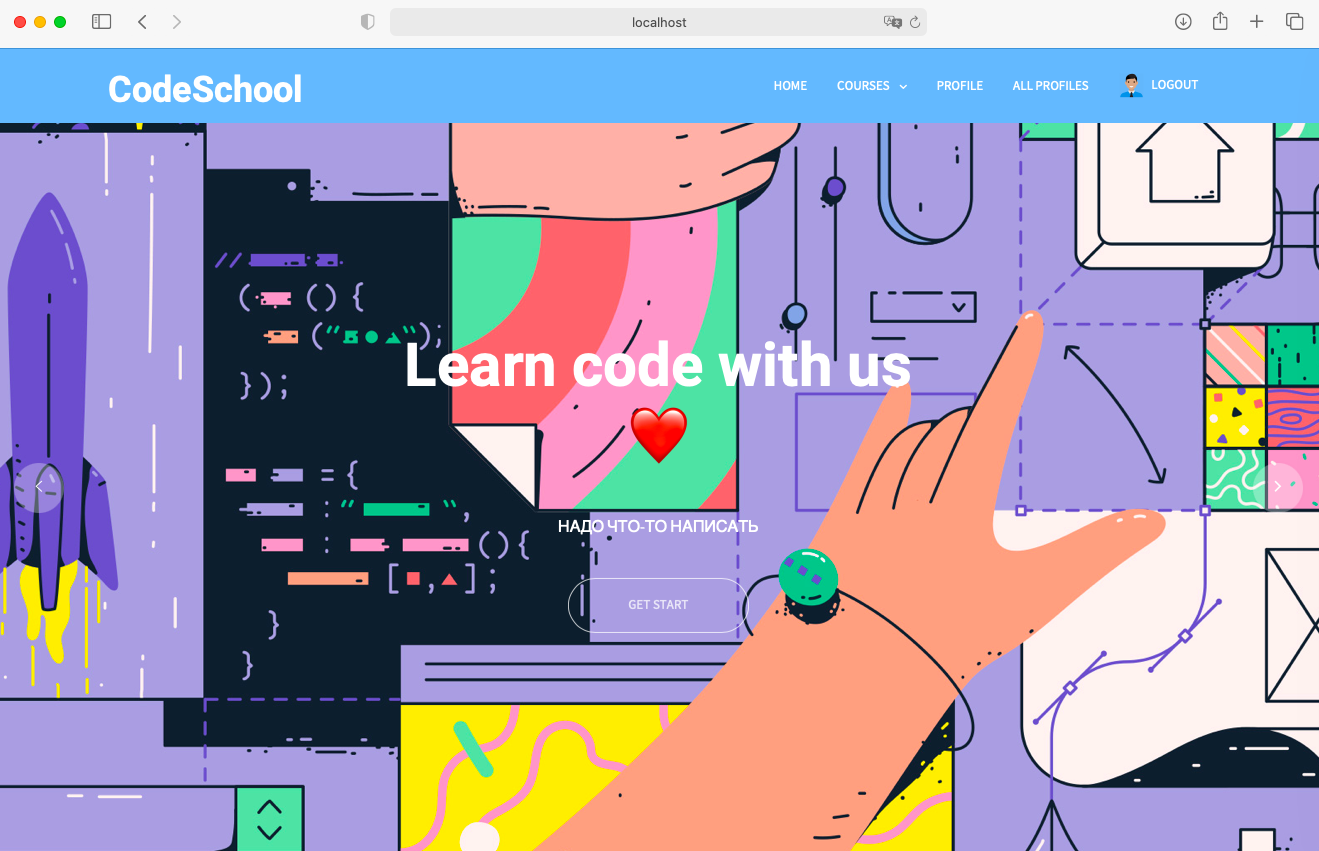 localhost
CodeSchool
HOME COURSES PROFILE ALL PROFILES LOGOUT
Learn code with us
НАДО ЧТО-ТО НАПИСАТЬ
GET START